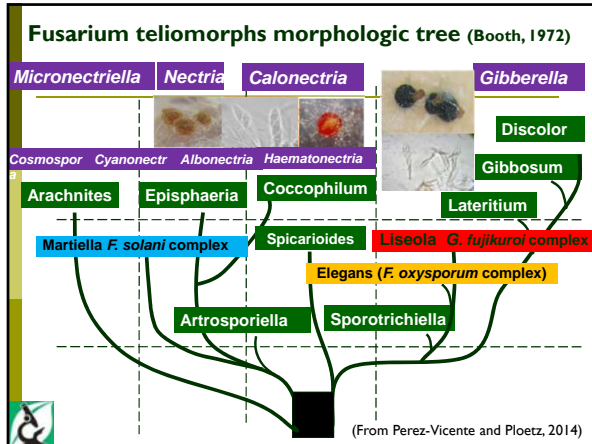 Fusarium teliomorphs morphologic tree (Booth, 1972)
Micronectriella Nectria Calonectria Gibberella
Discolor
Cosmospor Cyanonectr Albonectria Haematonectria
a
Gibbosum
Arachnites Episphaeria Coccophilum
Lateritium
Martiella F. solani complex Spicarioides Liseola G. fujikuroi complex
Elegans (F. oxysporum complex)
Artrosporiella Sporotrichiella
(From Perez-Vicente and Ploetz, 2014)